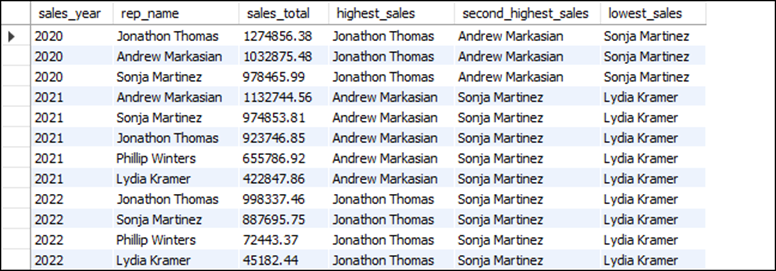 sales_year rep_name sales_total highest_sales second_highest_sales lowest_sales
2020 Jonathon Thomas 1274856.38 Jonathon Thomas Andrew Markasian Sonja Martinez
2020 Andrew Markasian 1032875.48 Jonathon Thomas Andrew Markasian Sonja Martinez
2020 Sonja Martinez 978465.99 Jonathon Thomas Andrew Markasian Sonja Martinez
2021 Andrew Markasian 1132744.56 Andrew Markasian Sonja Martinez Lydia Kramer
2021 Sonja Martinez 974853.81 Andrew Markasian Sonja Martinez Lydia Kramer
2021 Jonathon Thomas 923746.85 Andrew Markasian Sonja Martinez Lydia Kramer
2021 Phillip Winters 655786.92 Andrew Markasian Sonja Martinez Lydia Kramer
2021 Lydia Kramer 422847.86 Andrew Markasian Sonja Martinez Lydia Kramer
2022 Jonathon Thomas 998337.46 Jonathon Thomas Sonja Martinez Lydia Kramer
2022 Sonja Martinez 887695.75 Jonathon Thomas Sonja Martinez Lydia Kramer
2022 Phillip Winters 72443.37 Jonathon Thomas Sonja Martinez Lydia Kramer
2022 Lydia Kramer 45182.44 Jonathon Thomas Sonja Martinez Lydia Kramer